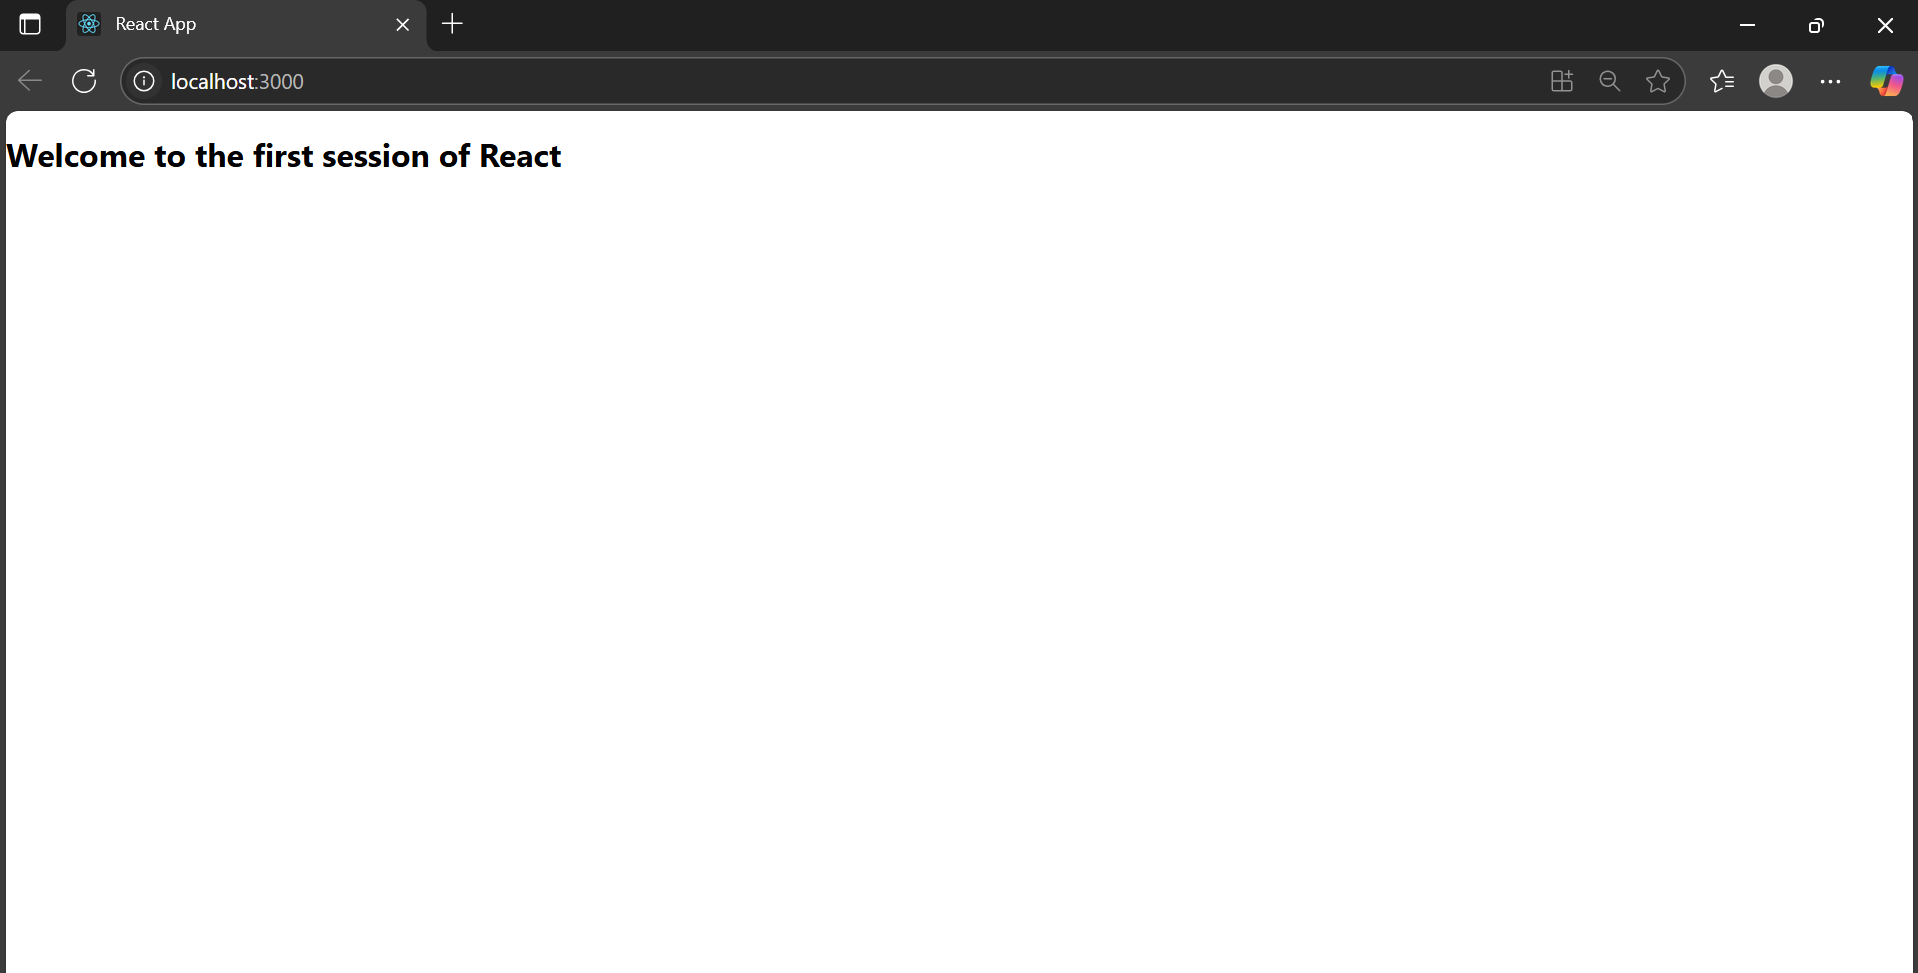 React App
localhost:3000
Welcome to the first session of React